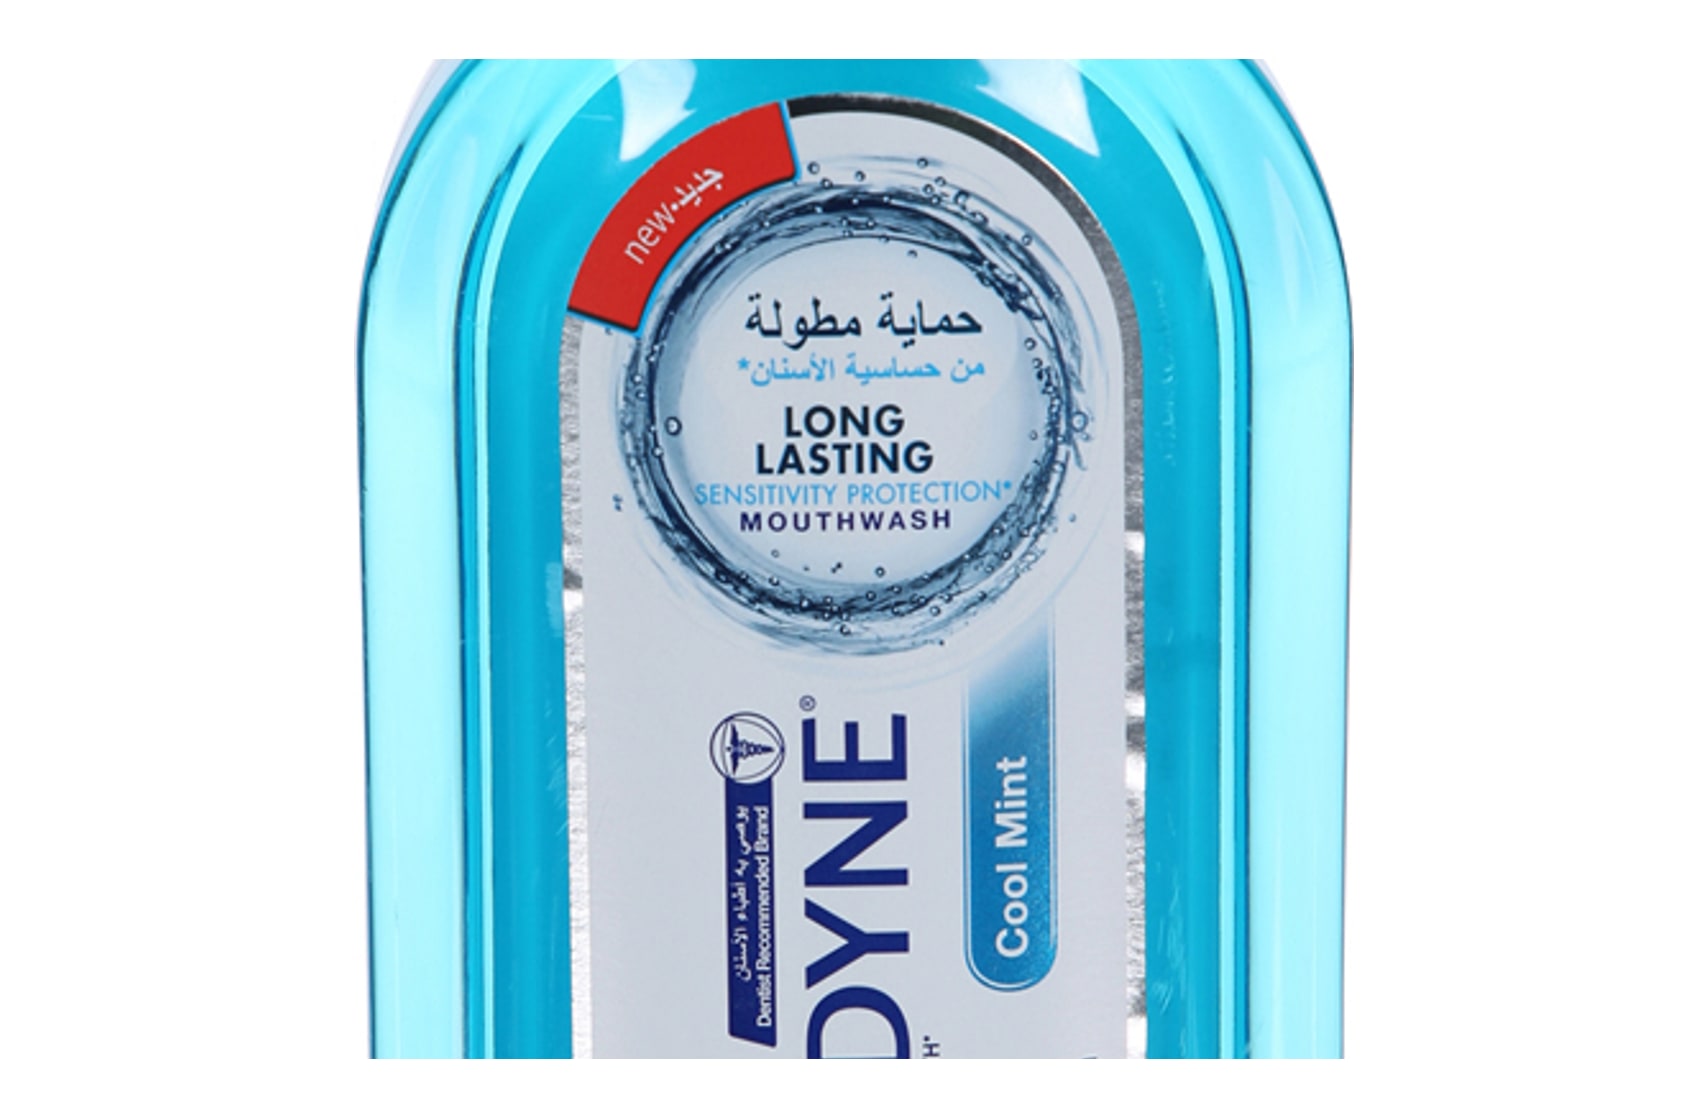 new•جديد
حماية مطولة
من حساسية الأسنان*
LONG
LASTING
SENSITIVITY PROTECTION*
MOUTHWASH
يوصي به أطباء الأسنان
Dentist Recommended Brand
DYNE®
H*
Cool Mint